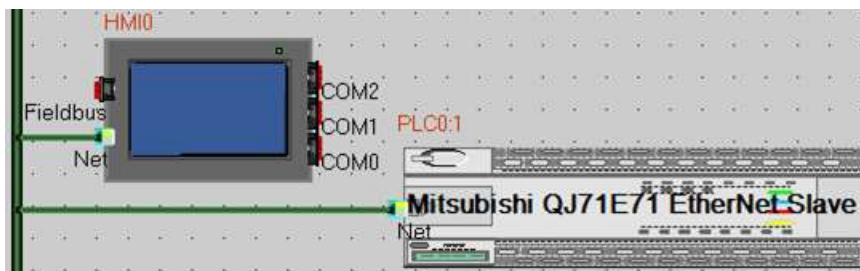 HMI0
COM2
Fieldbus
COM1
PLC0:1
Net
COM0
Mitsubishi QJ71E71 EtherNet Slave
Net